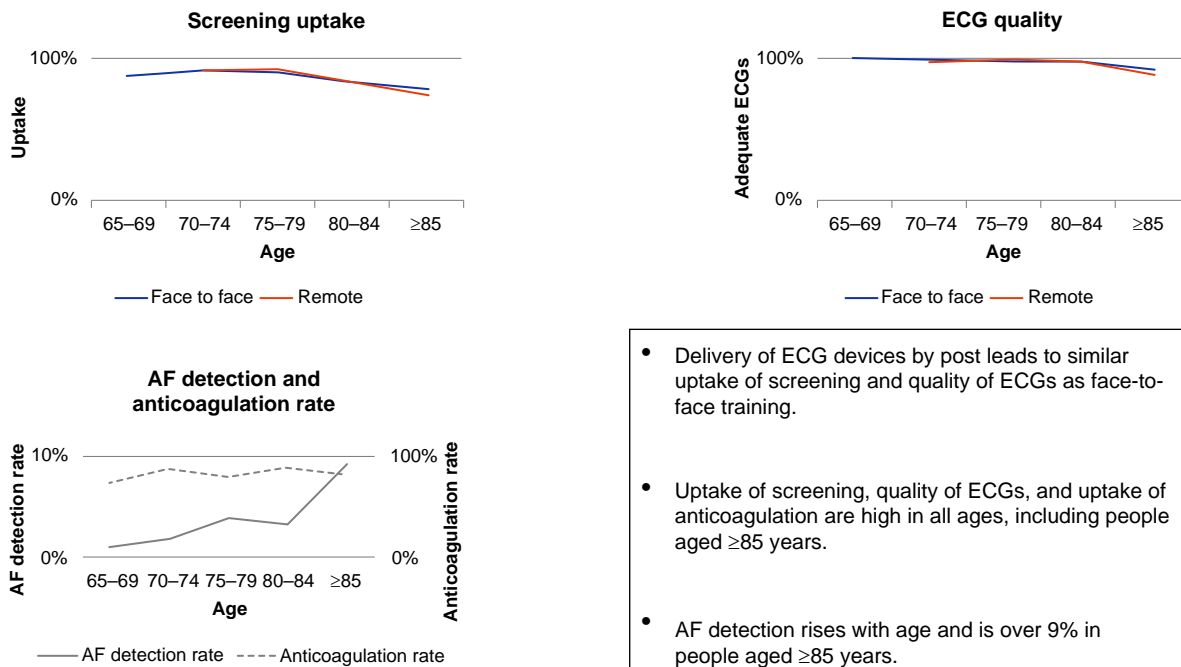 Screening uptake
100%
Uptake
0%
65–69 70–74 75–79 80–84 ≥85
Age
Face to face Remote
ECG quality
100%
Adequate ECGs
0%
65–69 70–74 75–79 80–84 ≥85
Age
Face to face Remote
AF detection and
anticoagulation rate
10% 100%
AF detection rate
Anticoagulation rate
0% 0%
65–69 70–74 75–79 80–84 ≥85
Age
AF detection rate Anticoagulation rate
• Delivery of ECG devices by post leads to similar
uptake of screening and quality of ECGs as face-to-
face training.
• Uptake of screening, quality of ECGs, and uptake of
anticoagulation are high in all ages, including people
aged ≥85 years.
• AF detection rises with age and is over 9% in
people aged ≥85 years.